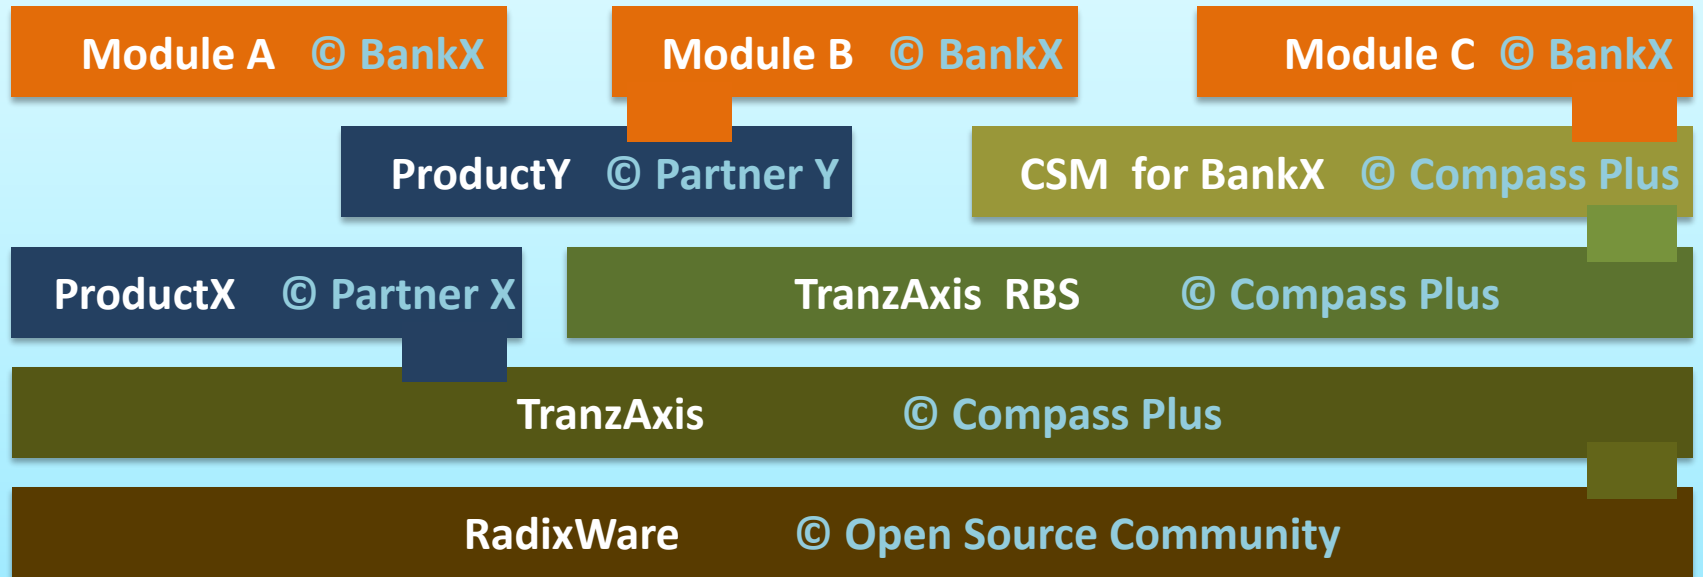 Module A © BankX
Module B © BankX
Module C © BankX
ProductY © Partner Y
CSM for BankX © Compass Plus
ProductX © Partner X
TranzAxis RBS © Compass Plus
TranzAxis © Compass Plus
RadixWare © Open Source Community